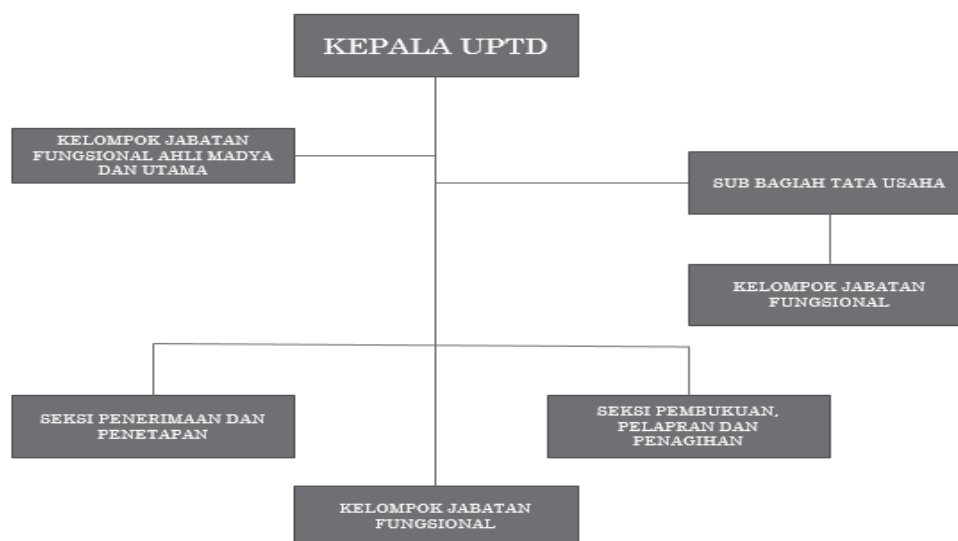 KEPALA UPTD
KELOMPOK JABATAN
FUNGSIONAL AHLI MADYA
DAN UTAMA
SUB BAGIAH TATA USAHA
KELOMPOK JABATAN
FUNGSIONAL
SEKSI PENERIMAAN DAN
PENETAPAN
SEKSI PEMBUKUAN,
PELAPRAN DAN
PENAGIHAN
KELOMPOK JABATAN
FUNGSIONAL